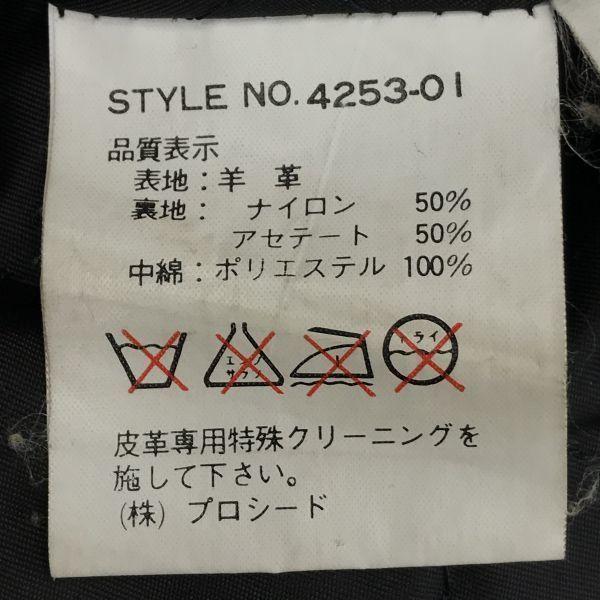 STYLE NO. 4253-01
品質表示
表地：羊 革
裏地： ナイロン 50%
アセテート 50%
中綿：ポリエステル 100%
エンソ
サラシ
ドライ
皮革専用特殊クリーニングを
施して下さい。
(株) プロシード